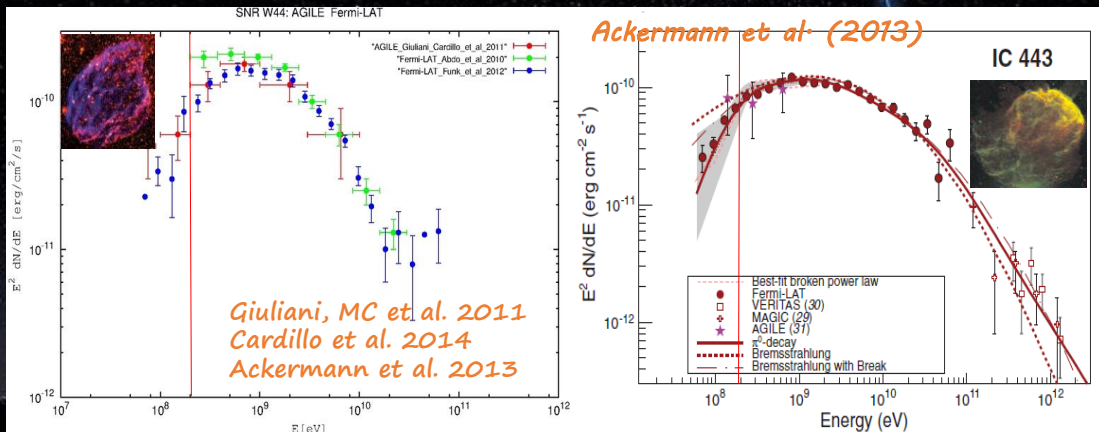 SNR W44: AGILE Fermi-LAT
"AGILE_Giuliani_Cardillo_et_al_2011"
"Fermi-LAT_Abdo_et_al_2010"
"Fermi-LAT_Funk_et_al_2012"
E² dN/dE [erg/cm²/s]
10⁻¹⁰
10⁻¹¹
10⁻¹²
Giuliani, MC et al. 2011
Cardillo et al. 2014
Ackermann et al. 2013
10⁷ 10⁸ 10⁹ 10¹⁰ 10¹¹ 10¹²
E[eV]
Ackermann et al. (2013)
IC 443
E² dN/dE (erg cm⁻² s⁻¹)
10⁻¹⁰
10⁻¹¹
10⁻¹²
Best-fit broken power law
Fermi-LAT
VERITAS (30)
MAGIC (29)
AGILE (31)
π⁰-decay
Bremsstrahlung
Bremsstrahlung with Break
10⁸ 10⁹ 10¹⁰ 10¹¹ 10¹²
Energy (eV)